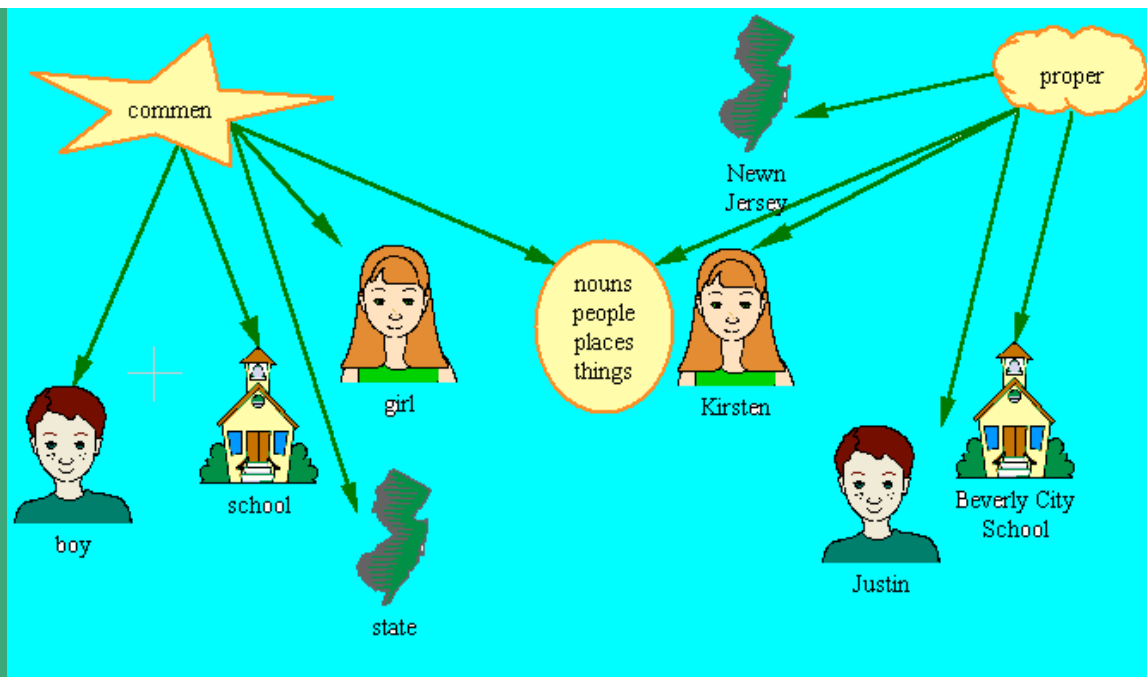 commen
proper
Newn
Jersey
nouns
people
places
things
girl
Kirsten
school
Beverly City
School
boy
Justin
state